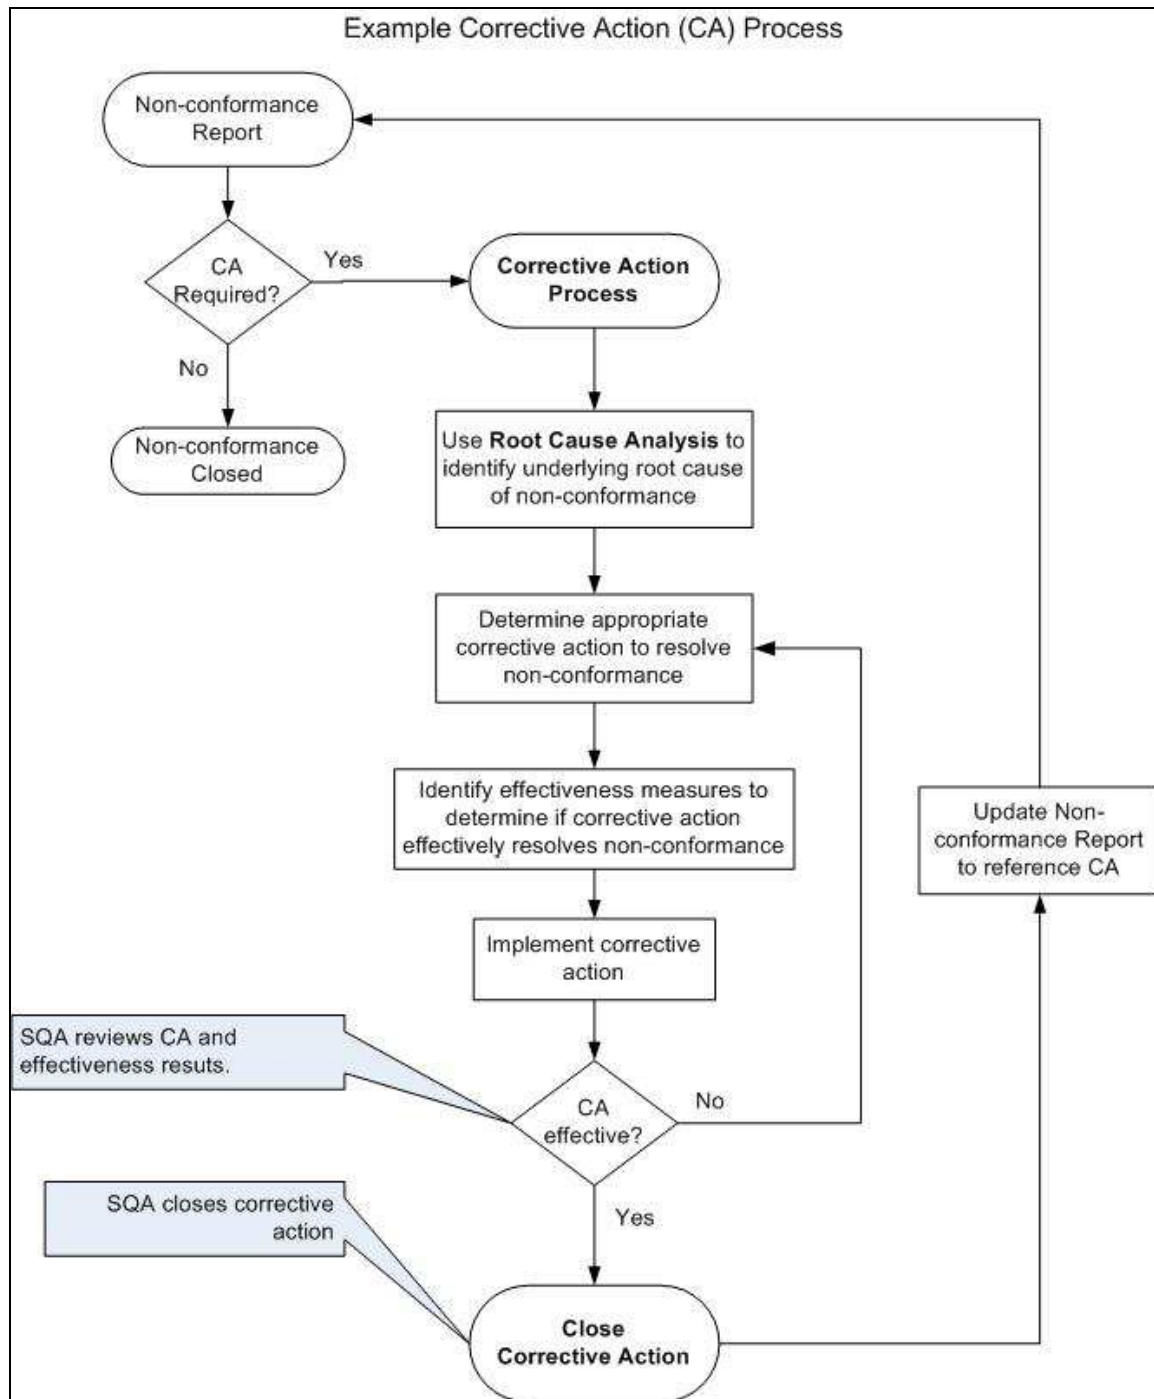 Example Corrective Action (CA) Process
Non-conformance
Report
CA
Required?
Yes
No
Non-conformance
Closed
Corrective Action
Process
Use Root Cause Analysis to
identify underlying root cause
of non-conformance
Determine appropriate
corrective action to resolve
non-conformance
Identify effectiveness measures to
determine if corrective action
effectively resolves non-conformance
Update Non-
conformance Report
to reference CA
Implement corrective
action
SQA reviews CA and
effectiveness resuts.
CA
effective?
No
Yes
SQA closes corrective
action
Close
Corrective Action